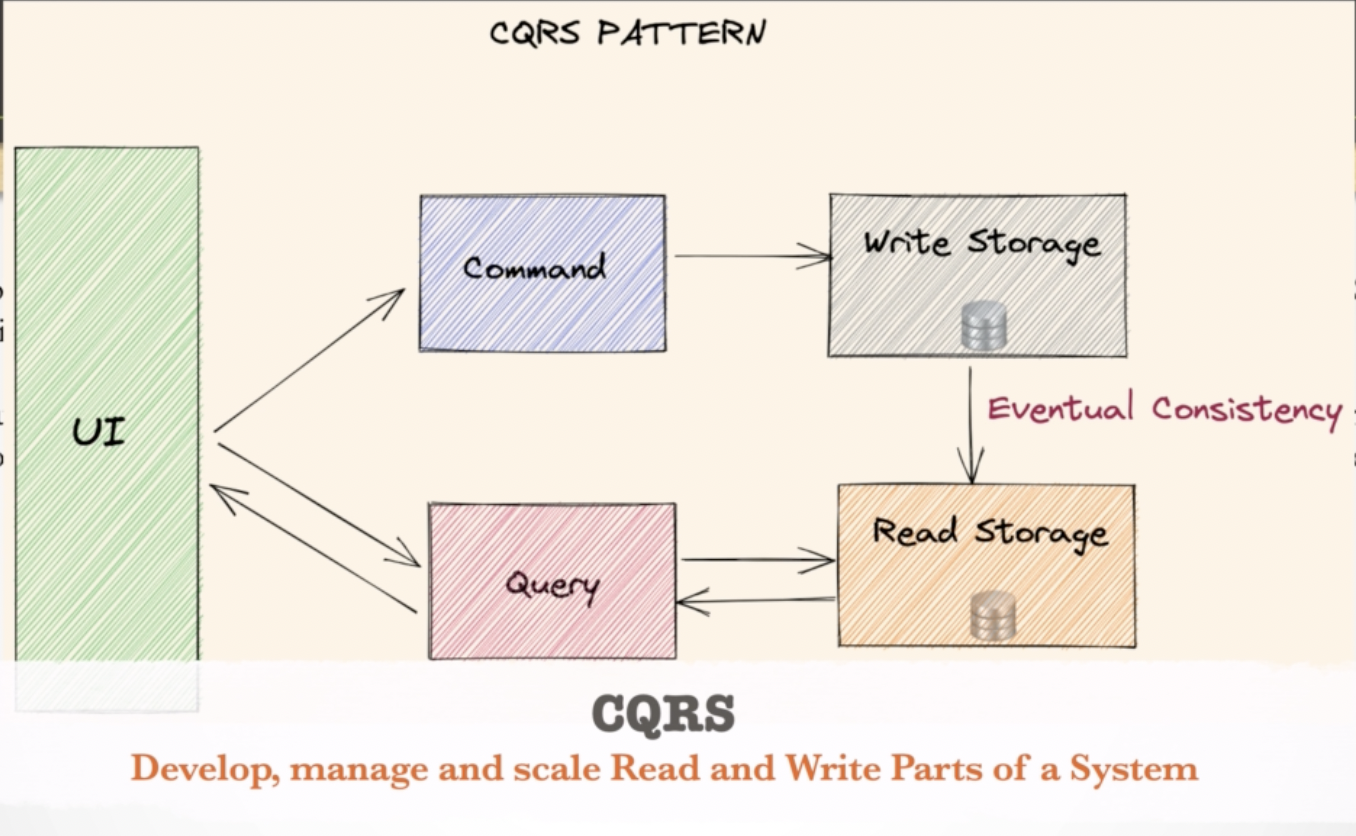 CQRS PATTERN
Command
Write Storage
UI
Eventual Consistency
Query
Read Storage
CQRS
Develop, manage and scale Read and Write Parts of a System